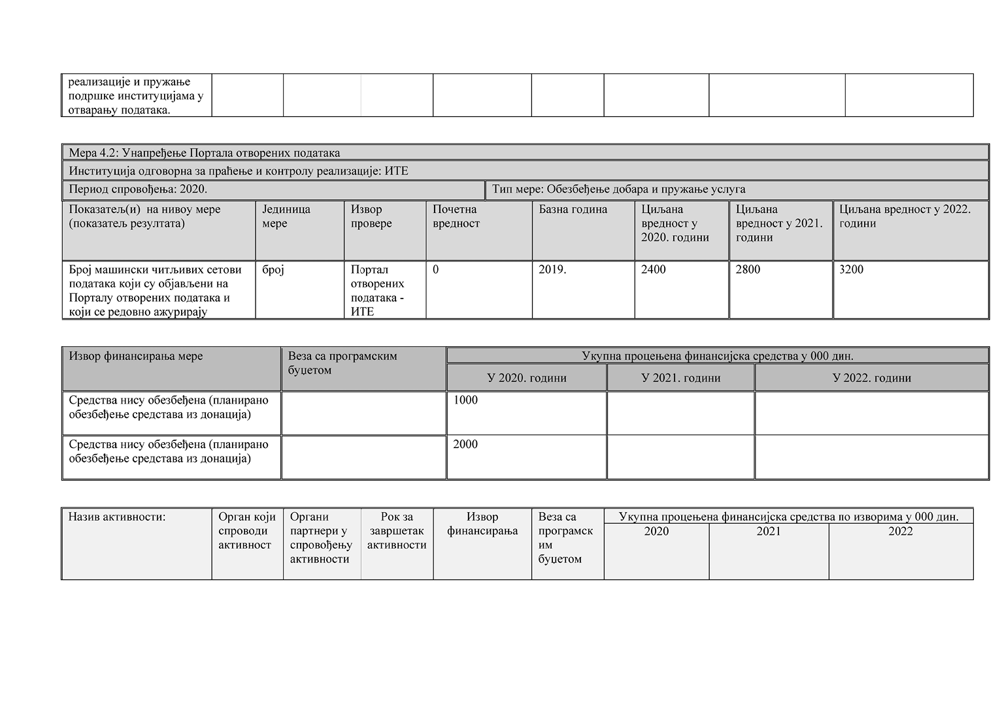 реализације и пружање
подршке институцијама у
отварању података.
Мера 4.2: Унапређење Портала отворених података
Институција одговорна за праћење и контролу реализације: ИТЕ
Период спровођења: 2020.
Тип мере: Обезбеђење добара и пружање услуга
Показатељ(и) на нивоу мере
(показатељ резултата)
Јединица
мере
Извор
провере
Почетна
вредност
Базна година
Циљана
вредност у
2020. години
Циљана
вредност у 2021.
години
Циљана вредност у 2022.
години
Број машински читљивих сетови
података који су објављени на
Порталу отворених података и
који се редовно ажурирају
број
Портал
отворених
података -
ИТЕ
0
2019.
2400
2800
3200
Извор финансирања мере
Веза са програмским
буџетом
Укупна процењена финансијска средства у 000 дин.
У 2020. години
У 2021. години
У 2022. години
Средства нису обезбеђена (планирано
обезбеђење средстава из донација)
1000
Средства нису обезбеђена (планирано
обезбеђење средстава из донација)
2000
Назив активности:
Орган који
спроводи
активност
Органи
партнери у
спровођењу
активности
Рок за
завршетак
активности
Извор
финансирања
Веза са
програмск
им
буџетом
Укупна процењена финансијска средства по изворима у 000 дин.
2020
2021
2022